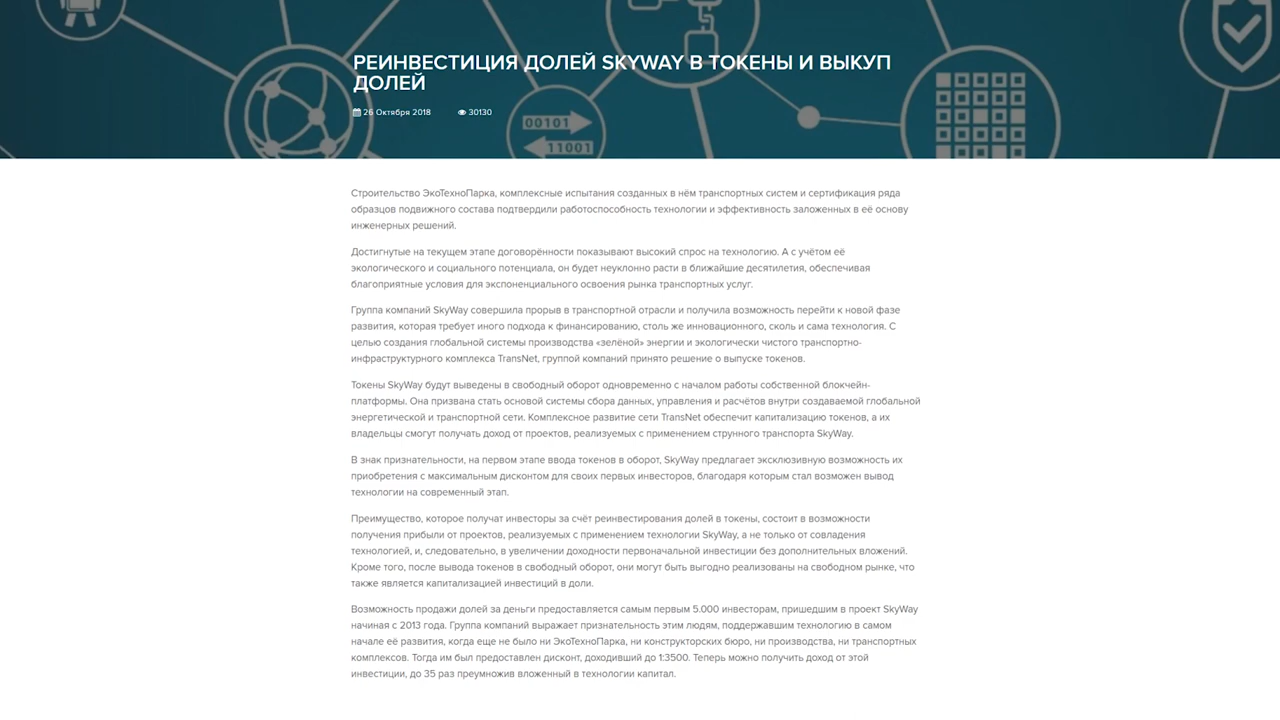 РЕИНВЕСТИЦИЯ ДОЛЕЙ SKYWAY В ТОКЕНЫ И ВЫКУП
ДОЛЕЙ
26 Октября 2018 30130
00101
11001
Строительство ЭкоТехноПарка, комплексные испытания созданных в нём транспортных систем и сертификация ряда
образцов подвижного состава подтвердили работоспособность технологии и эффективность заложенных в её основу
инженерных решений.
Достигнутые на текущем этапе договорённости показывают высокий спрос на технологию. А с учётом её
экологического и социального потенциала, он будет неуклонно расти в ближайшие десятилетия, обеспечивая
благоприятные условия для экспоненциального освоения рынка транспортных услуг.
Группа компаний SkyWay совершила прорыв в транспортной отрасли и получила возможность перейти к новой фазе
развития, которая требует иного подхода к финансированию, столь же инновационного, сколь и сама технология. С
целью создания глобальной системы производства «зелёной» энергии и экологически чистого транспортно-
инфраструктурного комплекса TransNet, группой компаний принято решение о выпуске токенов.
Токены SkyWay будут выведены в свободный оборот одновременно с началом работы собственной блокчейн-
платформы. Она призвана стать основой системы сбора данных, управления и расчётов внутри создаваемой глобальной
энергетической и транспортной сети. Комплексное развитие сети TransNet обеспечит капитализацию токенов, а их
владельцы смогут получать доход от проектов, реализуемых с применением струнного транспорта SkyWay.
В знак признательности, на первом этапе ввода токенов в оборот, SkyWay предлагает эксклюзивную возможность их
приобретения с максимальным дисконтом для своих первых инвесторов, благодаря которым стал возможен вывод
технологии на современный этап.
Преимущество, которое получат инвесторы за счёт реинвестирования долей в токены, состоит в возможности
получения прибыли от проектов, реализуемых с применением технологии SkyWay, а не только от совладения
технологией, и, следовательно, в увеличении доходности первоначальной инвестиции без дополнительных вложений.
Кроме того, после вывода токенов в свободный оборот, они могут быть выгодно реализованы на свободном рынке, что
также является капитализацией инвестиций в доли.
Возможность продажи долей за деньги предоставляется самым первым 5.000 инвесторам, пришедшим в проект SkyWay
начиная с 2013 года. Группа компаний выражает признательность этим людям, поддержавшим технологию в самом
начале её развития, когда еще не было ни ЭкоТехноПарка, ни конструкторских бюро, ни производства, ни транспортных
комплексов. Тогда им был предоставлен дисконт, доходивший до 1:3500. Теперь можно получить доход от этой
инвестиции, до 35 раз преумножив вложенный в технологии капитал.